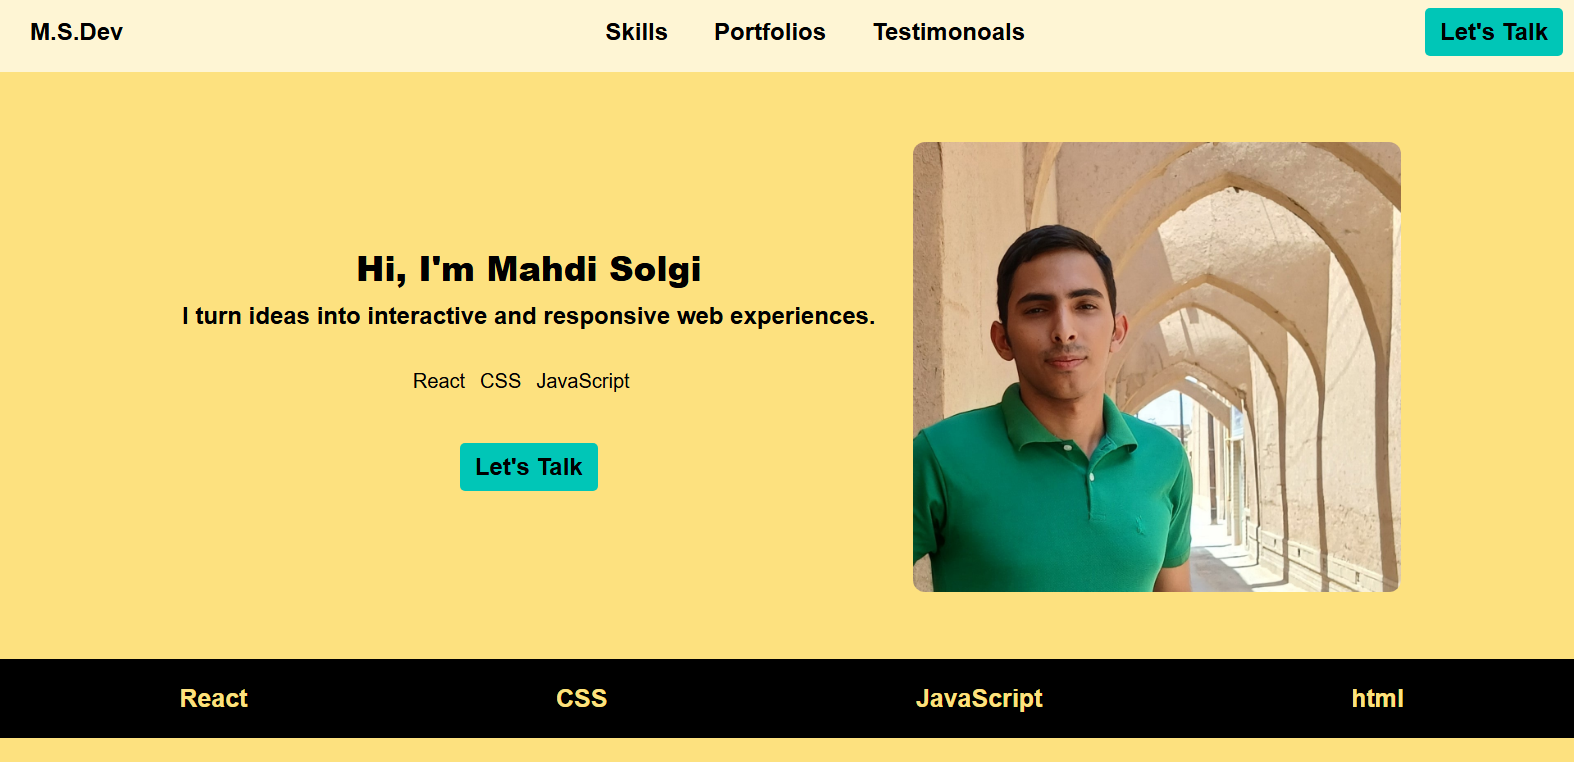 M.S.Dev Skills Portfolios Testimonoals Let's Talk
Hi, I'm Mahdi Solgi
I turn ideas into interactive and responsive web experiences.
React CSS JavaScript
Let's Talk
React CSS JavaScript html